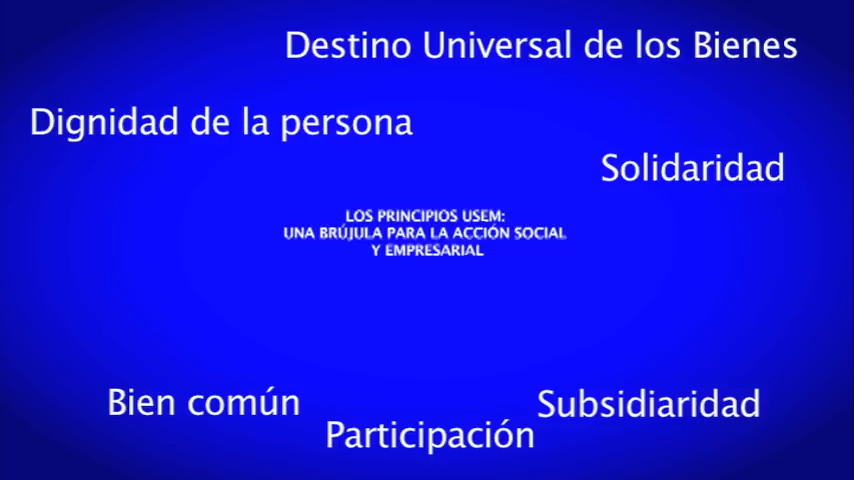 Destino Universal de los Bienes
Dignidad de la persona
Solidaridad
LOS PRINCIPIOS USEM:
UNA BRÚJULA PARA LA ACCIÓN SOCIAL
Y EMPRESARIAL
Bien común
Subsidiaridad
Participación